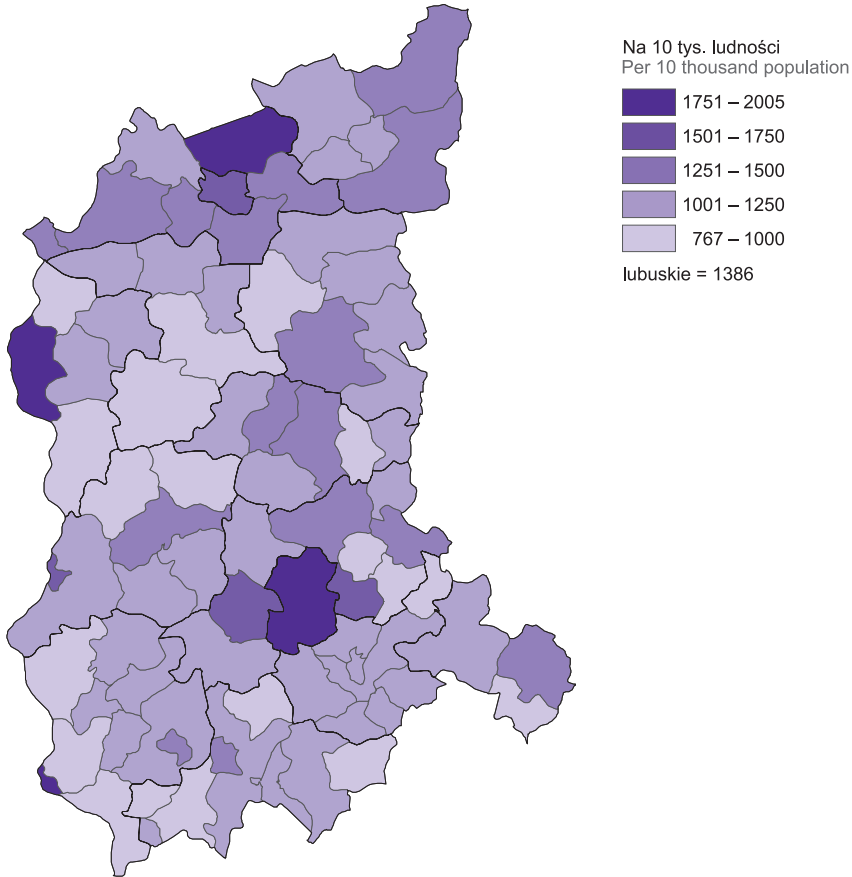 Na 10 tys. ludności
Per 10 thousand population
1751 – 2005
1501 – 1750
1251 – 1500
1001 – 1250
767 – 1000
lubuskie = 1386